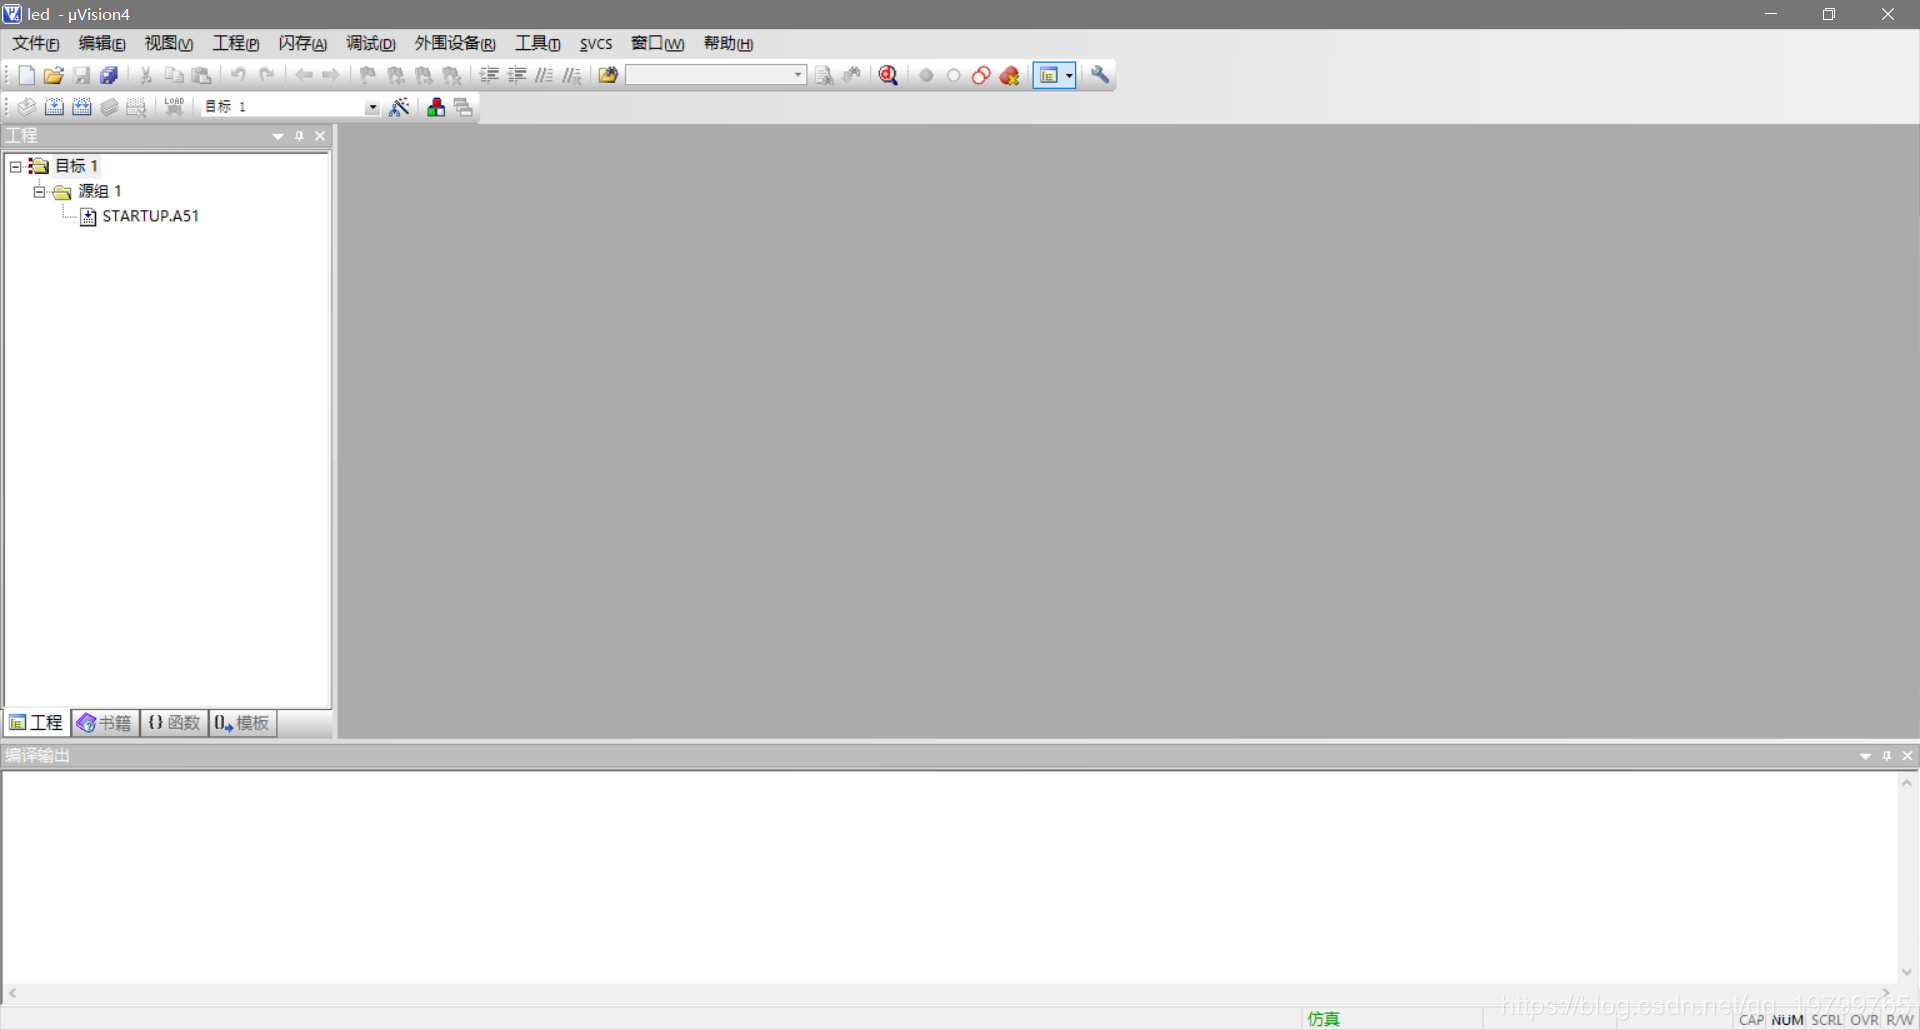 led  - µVision4
文件(F) 编辑(E) 视图(V) 工程(P) 闪存(A) 调试(D) 外围设备(R) 工具(T) SVCS 窗口(W) 帮助(H)
LOAD 目标 1
工程
目标 1
源组 1
STARTUP.A51
工程 书籍 {} 函数 模板
编译输出
仿真
https://blog.csdn.net/qq_19799765
CAP NUM SCRL OVR R/W